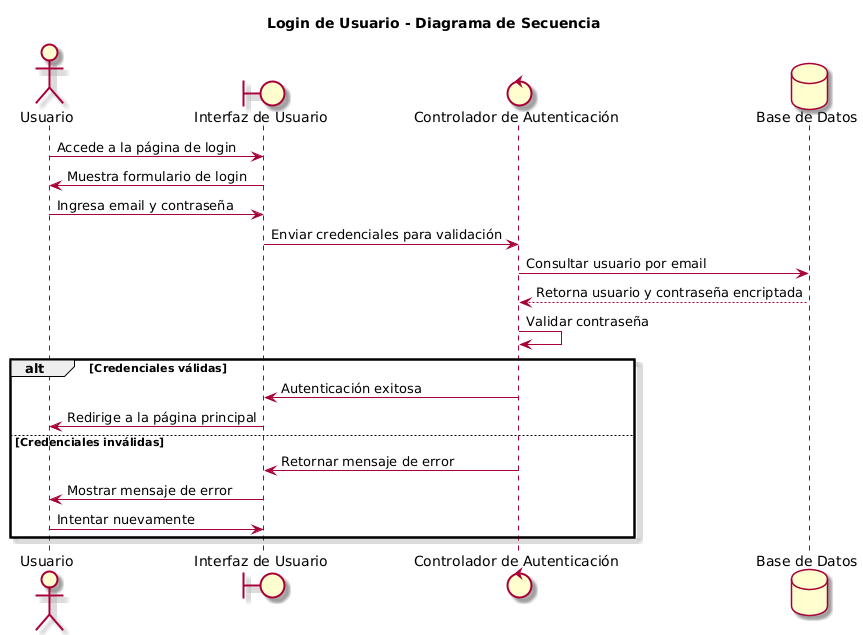 Login de Usuario - Diagrama de Secuencia
Usuario
Interfaz de Usuario
Controlador de Autenticación
Base de Datos
Accede a la página de login
Muestra formulario de login
Ingresa email y contraseña
Enviar credenciales para validación
Consultar usuario por email
Retorna usuario y contraseña encriptada
Validar contraseña
alt
[Credenciales válidas]
Autenticación exitosa
Redirige a la página principal
[Credenciales inválidas]
Retornar mensaje de error
Mostrar mensaje de error
Intentar nuevamente
Usuario
Interfaz de Usuario
Controlador de Autenticación
Base de Datos